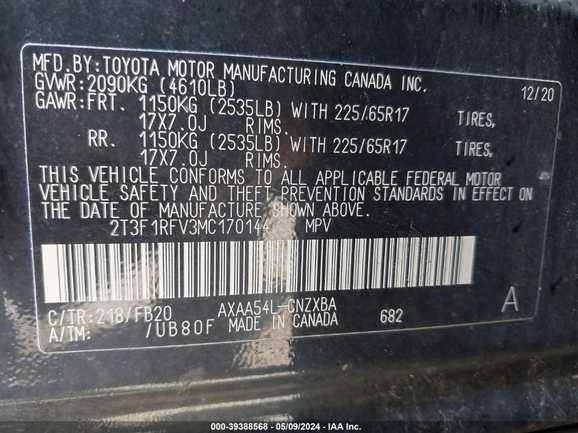 MFD.BY:TOYOTA MOTOR MANUFACTURING CANADA INC.
GVWR:2090KG (4610LB) 12/20
GAWR:FRT. 1150KG (2535LB) WITH 225/65R17 TIRES,
17X7.0J RIMS.
RR. 1150KG (2535LB) WITH 225/65R17 TIRES,
17X7.0J RIMS.
THIS VEHICLE CONFORMS TO ALL APPLICABLE FEDERAL MOTOR
VEHICLE SAFETY AND THEFT PREVENTION STANDARDS IN EFFECT ON
THE DATE OF MANUFACTURE SHOWN ABOVE.
2T3F1RFV3MC170144 MPV
C/TR:218/FB20 AXAA54L-CNZXBA A
A/TM: /UB80F MADE IN CANADA 682
000-39388568 - 05/09/2024 - IAA Inc.